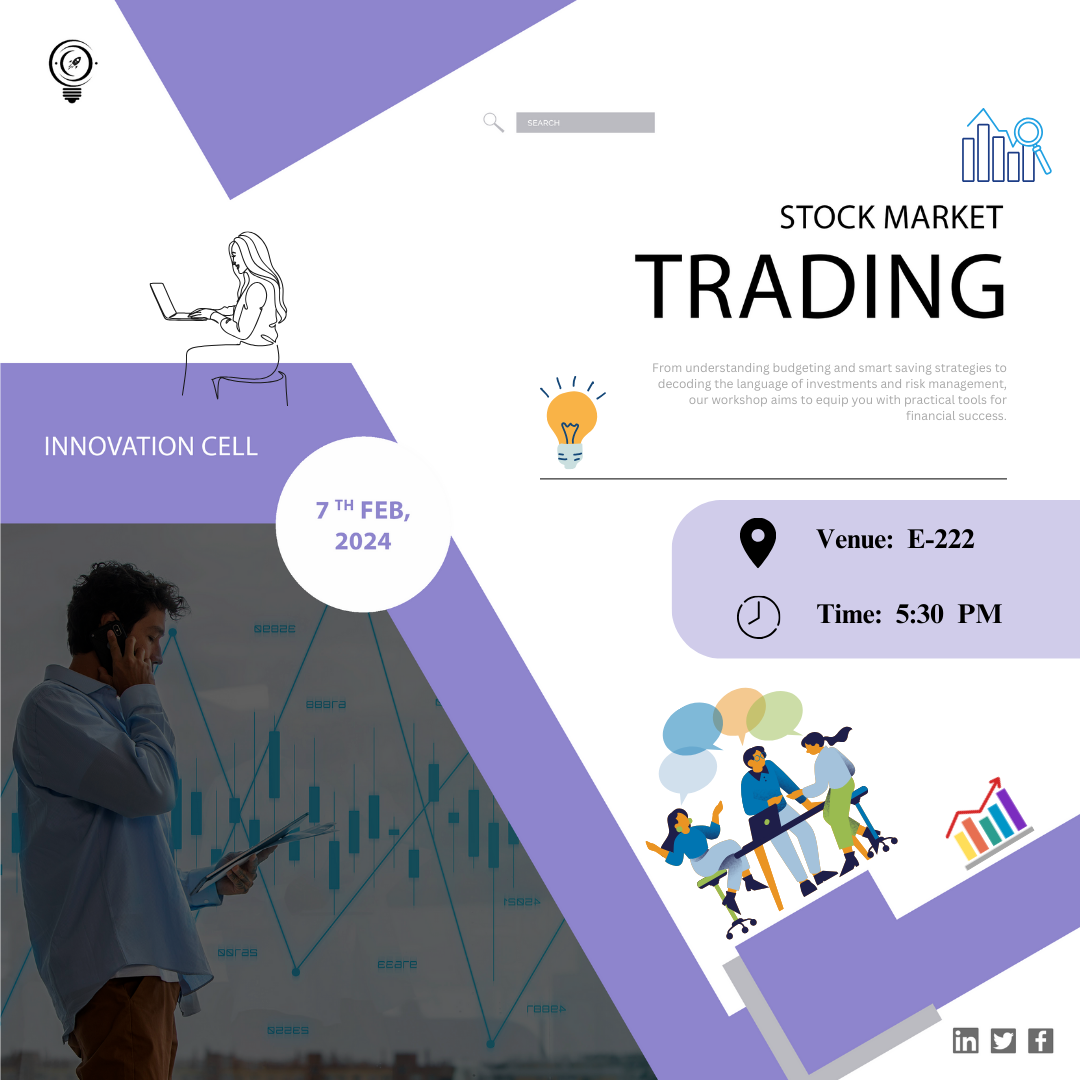 SEARCH
STOCK MARKET
TRADING
From understanding budgeting and smart saving strategies to
decoding the language of investments and risk management,
our workshop aims to equip you with practical tools for
financial success.
INNOVATION CELL
7 TH FEB,
2024
Venue: E-222
Time: 5:30 PM
in
f